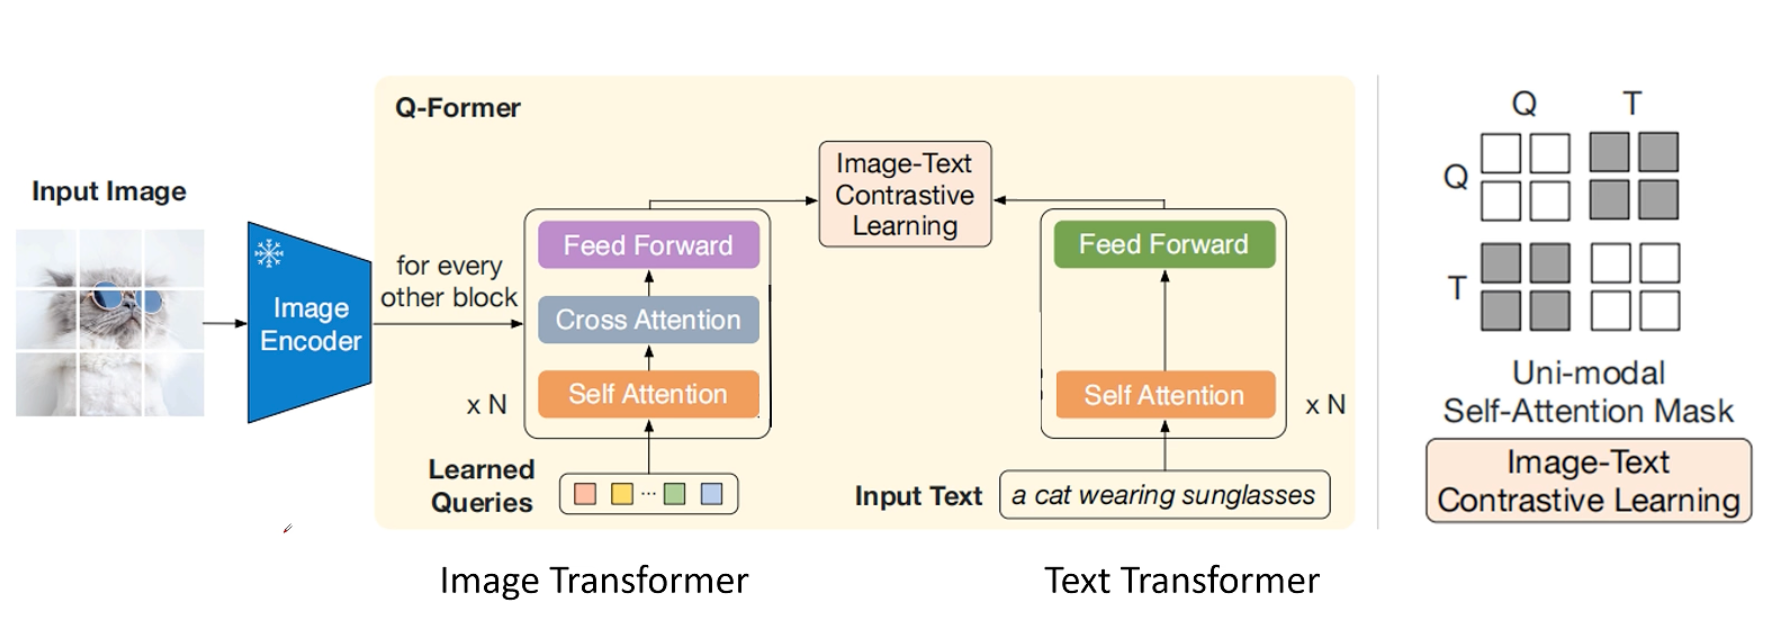 Q-Former
Input Image
Image
Encoder
for every
other block
x N
Feed Forward
Cross Attention
Self Attention
Learned
Queries
...
Image-Text
Contrastive
Learning
Feed Forward
Self Attention
x N
Input Text
a cat wearing sunglasses
Image Transformer
Text Transformer
Q T
Q
T
Uni-modal
Self-Attention Mask
Image-Text
Contrastive Learning